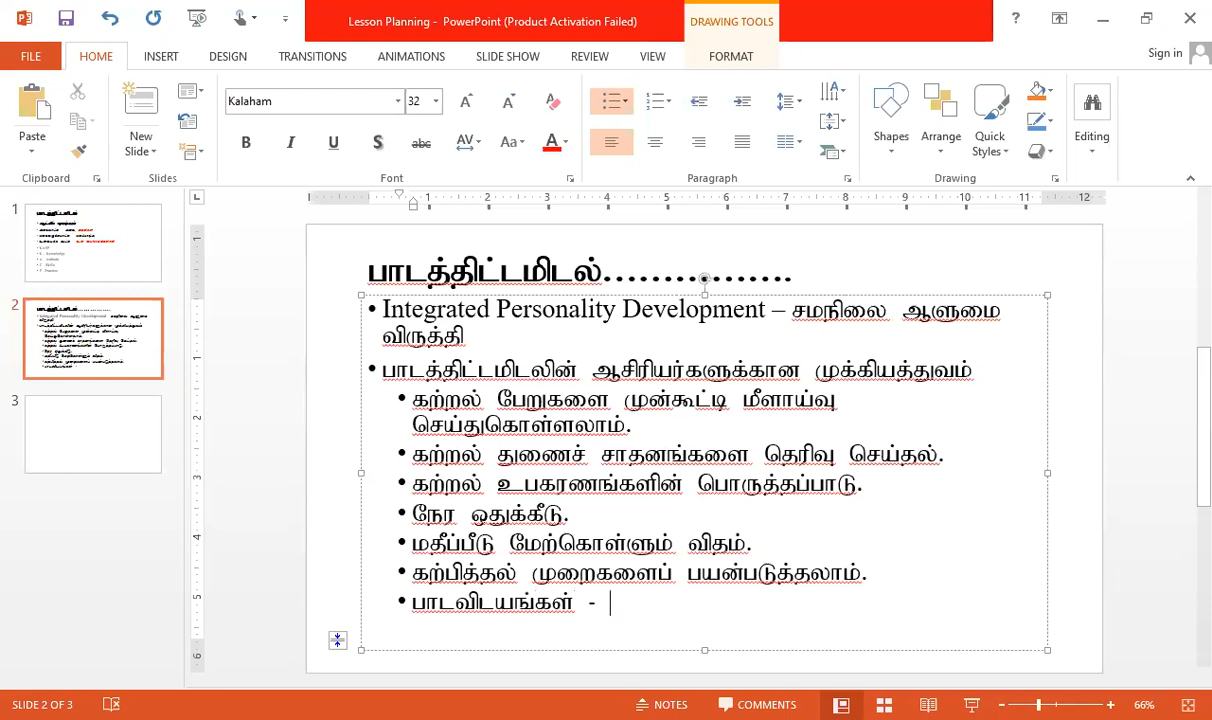 Lesson Planning - PowerPoint (Product Activation Failed)
DRAWING TOOLS
?
FILE
HOME
INSERT
DESIGN
TRANSITIONS
ANIMATIONS
SLIDE SHOW
REVIEW
VIEW
FORMAT
Sign in
Paste
New
Slide
Kalaham
32
Shapes
Arrange
Quick
Styles
Editing
Clipboard
Slides
Font
Paragraph
Drawing
1
2
3
பாடத்திட்டமிடல்................
• Integrated Personality Development – சமநிலை ஆளுமை
விருத்தி
• பாடத்திட்டமிடலின் ஆசிரியர்களுக்கான முக்கியத்துவம்
• கற்றல் பேறுகளை முன்கூட்டி மீளாய்வு
செய்துகொள்ளலாம்.
• கற்றல் துணைச் சாதனங்களை தெரிவு செய்தல்.
• கற்றல் உபகரணங்களின் பொருத்தப்பாடு.
• நேர ஒதுக்கீடு.
• மதீப்பீடு மேற்கொள்ளும் விதம்.
• கற்பித்தல் முறைகளைப் பயன்படுத்தலாம்.
• பாடவிடயங்கள் -
SLIDE 2 OF 3
NOTES
COMMENTS
66%